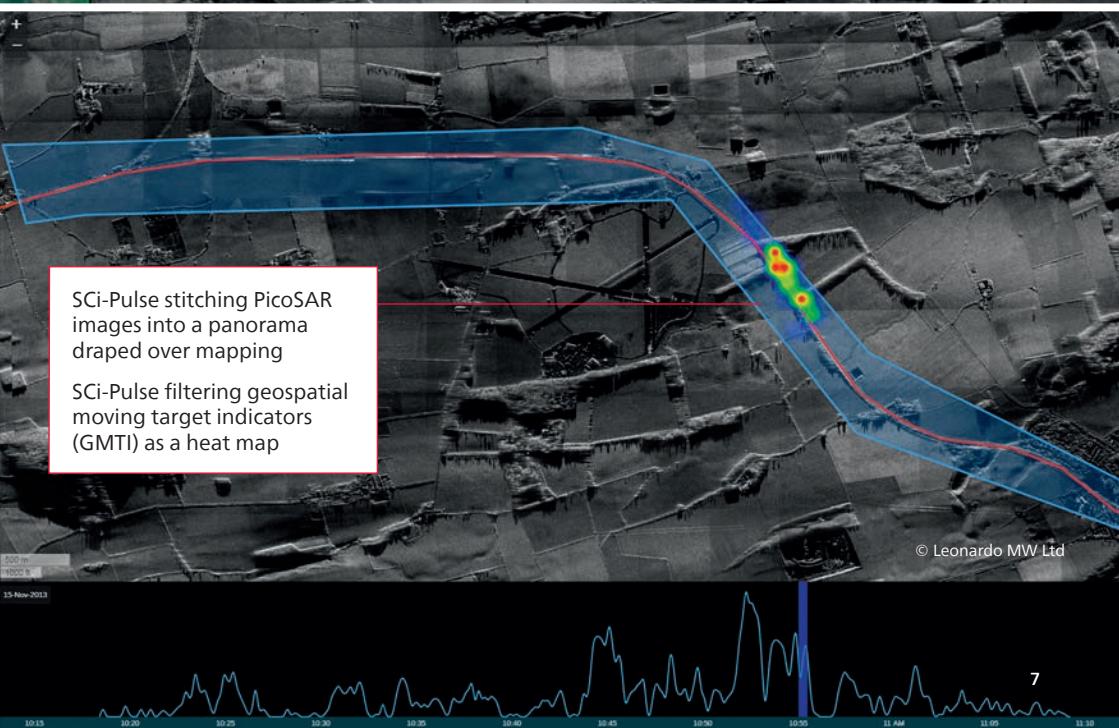 +
−
SCi-Pulse stitching PicoSAR
images into a panorama
draped over mapping
SCi-Pulse filtering geospatial
moving target indicators
(GMTI) as a heat map
© Leonardo MW Ltd
500 m
1000 ft
15-Nov-2013
7
10:15 10:20 10:25 10:30 10:35 10:40 10:45 10:50 10:55 11 AM 11:05 11:10